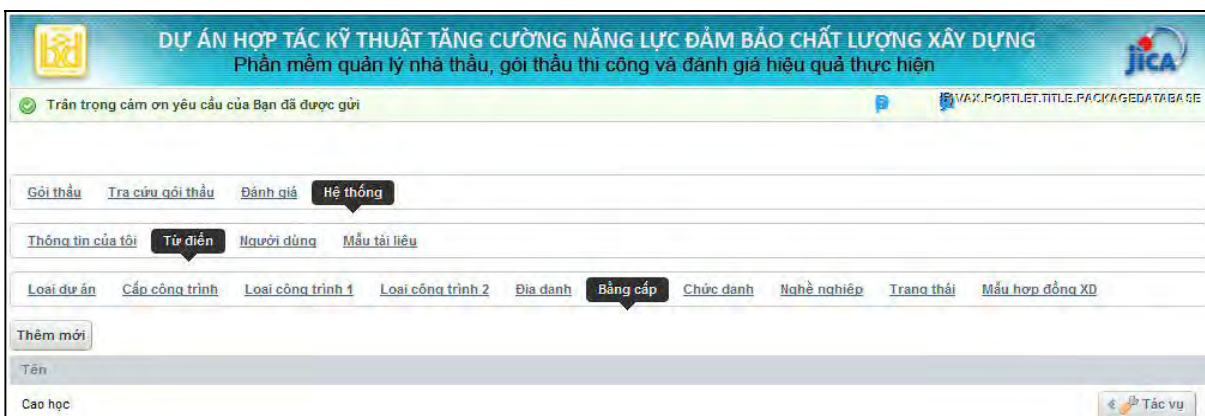 DỰ ÁN HỢP TÁC KỸ THUẬT TĂNG CƯỜNG NĂNG LỰC ĐẢM BẢO CHẤT LƯỢNG XÂY DỰNG
Phần mềm quản lý nhà thầu, gói thầu thi công và đánh giá hiệu quả thực hiện
jica
Trân trọng cảm ơn yêu cầu của Bạn đã được gửi
VAX.PORTLET.TITLE.PACKAGEDATABASE
Gói thầu Tra cứu gói thầu Đánh giá Hệ thống
Thông tin của tôi Từ điển Người dùng Mẫu tài liệu
Loại dự án Cấp công trình Loại công trình 1 Loại công trình 2 Địa danh Bằng cấp Chức danh Nghề nghiệp Trạng thái Mẫu hợp đồng XD
Thêm mới
Tên
Cao học Tác vụ